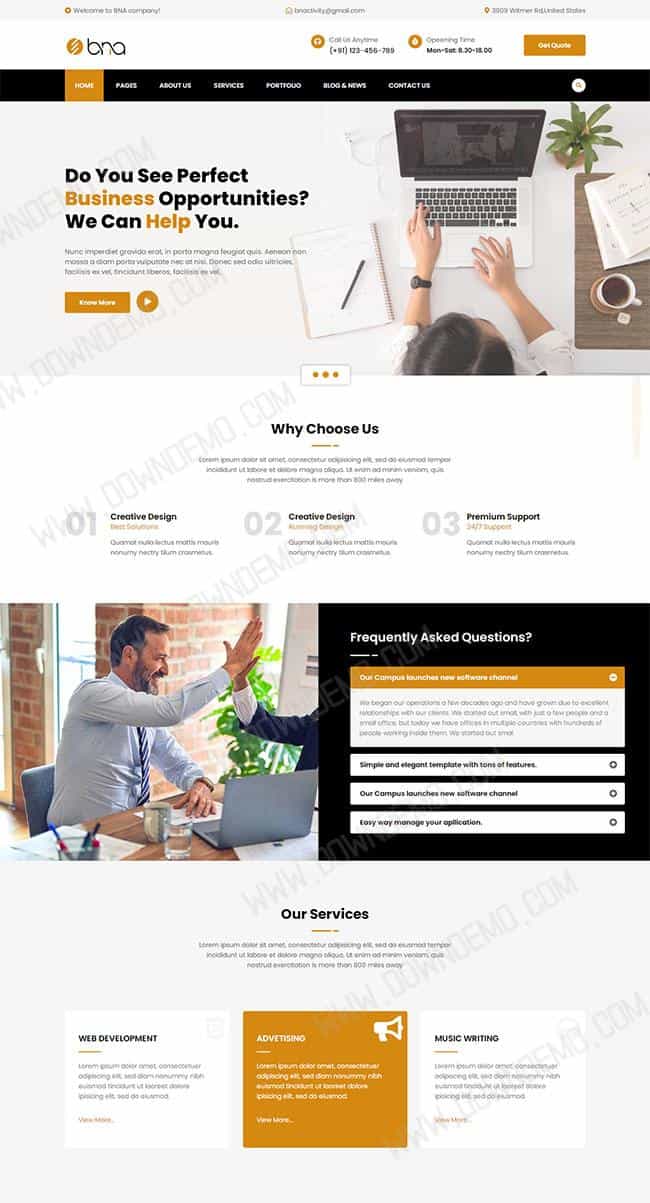 Welcome to BNA company!
bnactivity@gmail.com
3909 Witmer Rd,United States
bna
Call Us Anytime
(+91) 123-456-789
Opeening Time
Mon-Sat: 8.30-18.00
Get Quote
HOME
PAGES
ABOUT US
SERVICES
PORTFOLIO
BLOG & NEWS
CONTACT US
Do You See Perfect
Business Opportunities?
We Can Help You.
Nunc imperdiet gravida erat, in porta magna feugiat quis. Aenean non
massa a diam porta vulputate nec at nisi. Donec sed odio ultricies,
facilisis ex vel, tincidunt liberos, facilisis ex vel.
Know More
Why Choose Us
Lorem ipsum dolor sit amet, consetetur adipisicing elit, sed do eiusmod tempor
incididunt ut labore et dolore magna aliqua. Ut enim ad minim veniam, quis
nostrud exercitation is more than 800 million away
01
Creative Design
Best Solutions
Quamat nulla lectus mattis mauris
nonumy nectry tilum crasmetus.
02
Creative Design
Running Design
Quamat nulla lectus mattis mauris
nonumy nectry tilum crasmetus.
03
Premium Support
24/7 Support
Quamat nulla lectus mattis mauris
nonumy nectry tilum crasmetus.
Frequently Asked Questions?
Our Campus launches new software channel
We began our operations a few decades ago and have grown due to excellent
relationships with our clients. We started out small, with just a few people and a
small office, but today we have offices in multiple countries with hundreds of
people working inside them. We started out smal
Simple and elegant template with tons of features.
Our Campus launches new software channel
Easy way manage your apllication.
Our Services
Lorem ipsum dolor sit amet, consectetur adipisicing elit, sed do eiusmod tempor
incididunt ut labore et dolore magna aliqua. Ut enim ad minim veniam, quis
nostrud exercitation is more than 800 million away
WEB DEVELOPMENT
Lorem ipsum dolor sit amet, consectetuer
adipiscing elit, sed diam nonummy nibh
euismod tincidunt ut laoreet dolore
ipisicing elit, sed do eiusmod
View More...
ADVETISING
Lorem ipsum dolor sit amet, consectetuer
adipiscing elit, sed diam nonummy nibh
euismod tincidunt ut laoreet dolore
ipisicing elit, sed do eiusmod
View More...
MUSIC WRITING
Lorem ipsum dolor sit amet, consectetuer
adipiscing elit, sed diam nonummy nibh
euismod tincidunt ut laoreet dolore
ipisicing elit, sed do eiusmod
View More...
WWW.DOWNDEMO.COM